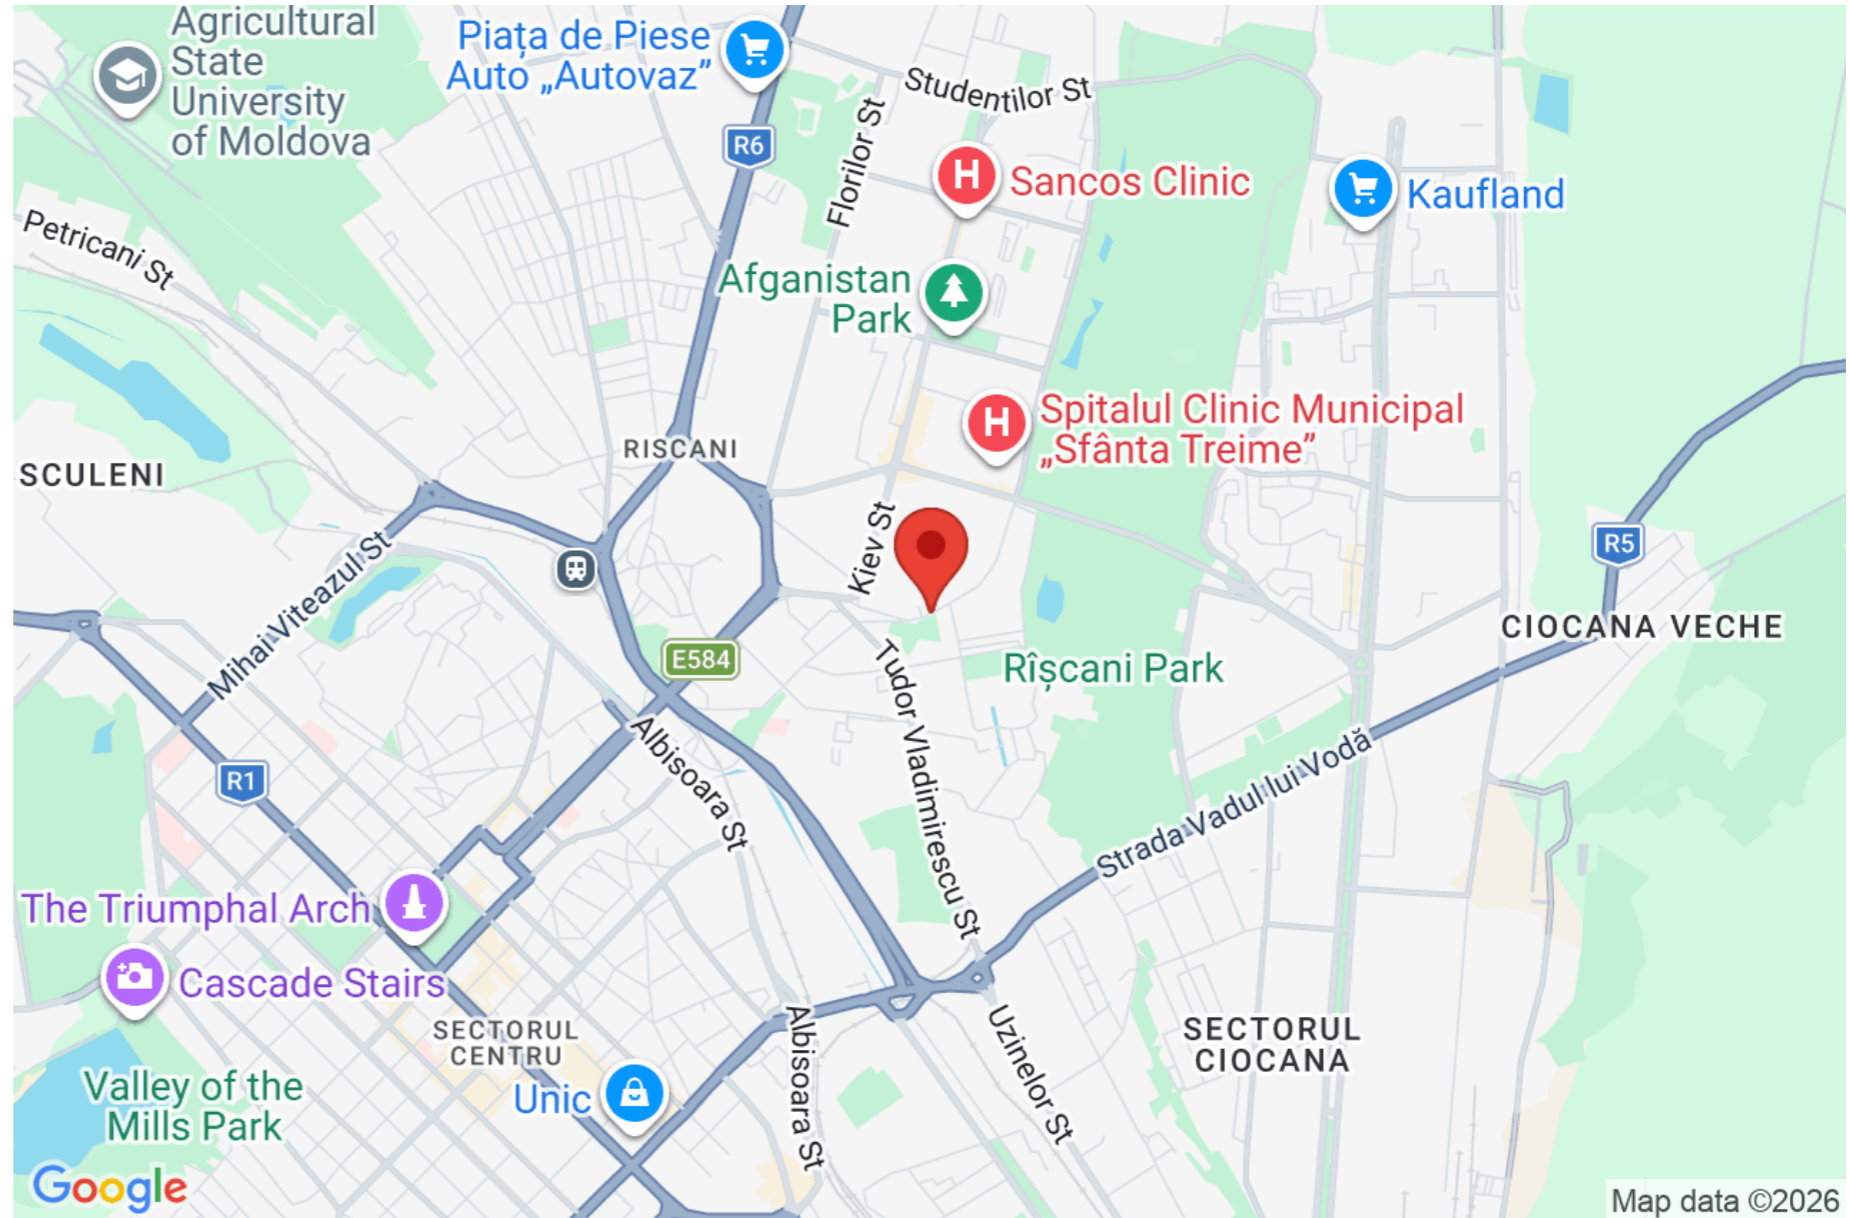 Agricultural
State
University
of Moldova
Piața de Piese
Auto „Autovaz”
Studentilor St
R6
Florilor St
Sancos Clinic
Kaufland
Petricani St
Afganistan
Park
Spitalul Clinic Municipal
„Sfânta Treime”
RISCANI
SCULENI
Kiev St
R5
Mihai Viteazul St
CIOCANA VECHE
E584
Rîșcani Park
Tudor Vladimirescu St
Albisoara St
R1
Strada Vadul lui Vodă
The Triumphal Arch
Cascade Stairs
SECTORUL
CENTRU
Albisoara St
Uzinelor St
SECTORUL
CIOCANA
Valley of the
Mills Park
Unic
Google
Map data ©2026